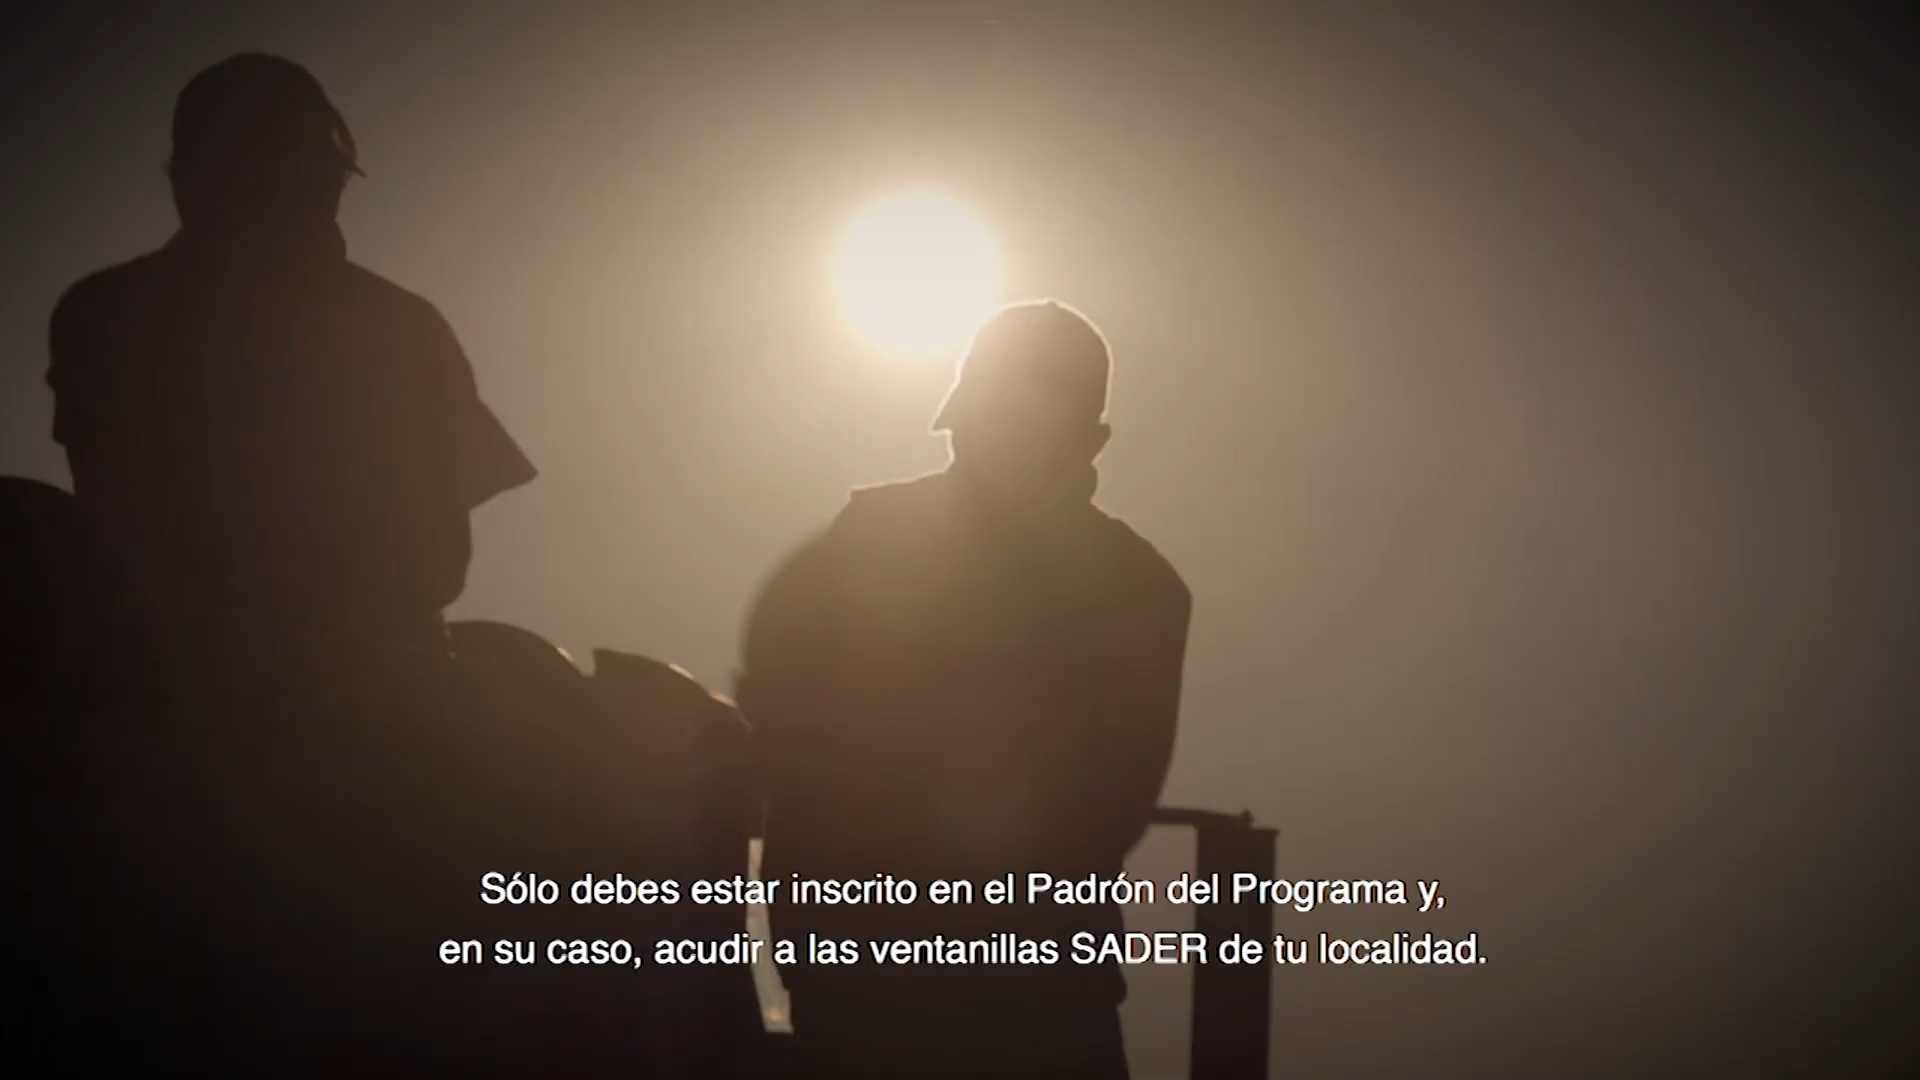 Sólo debes estar inscrito en el Padrón del Programa y,
en su caso, acudir a las ventanillas SADER de tu localidad.